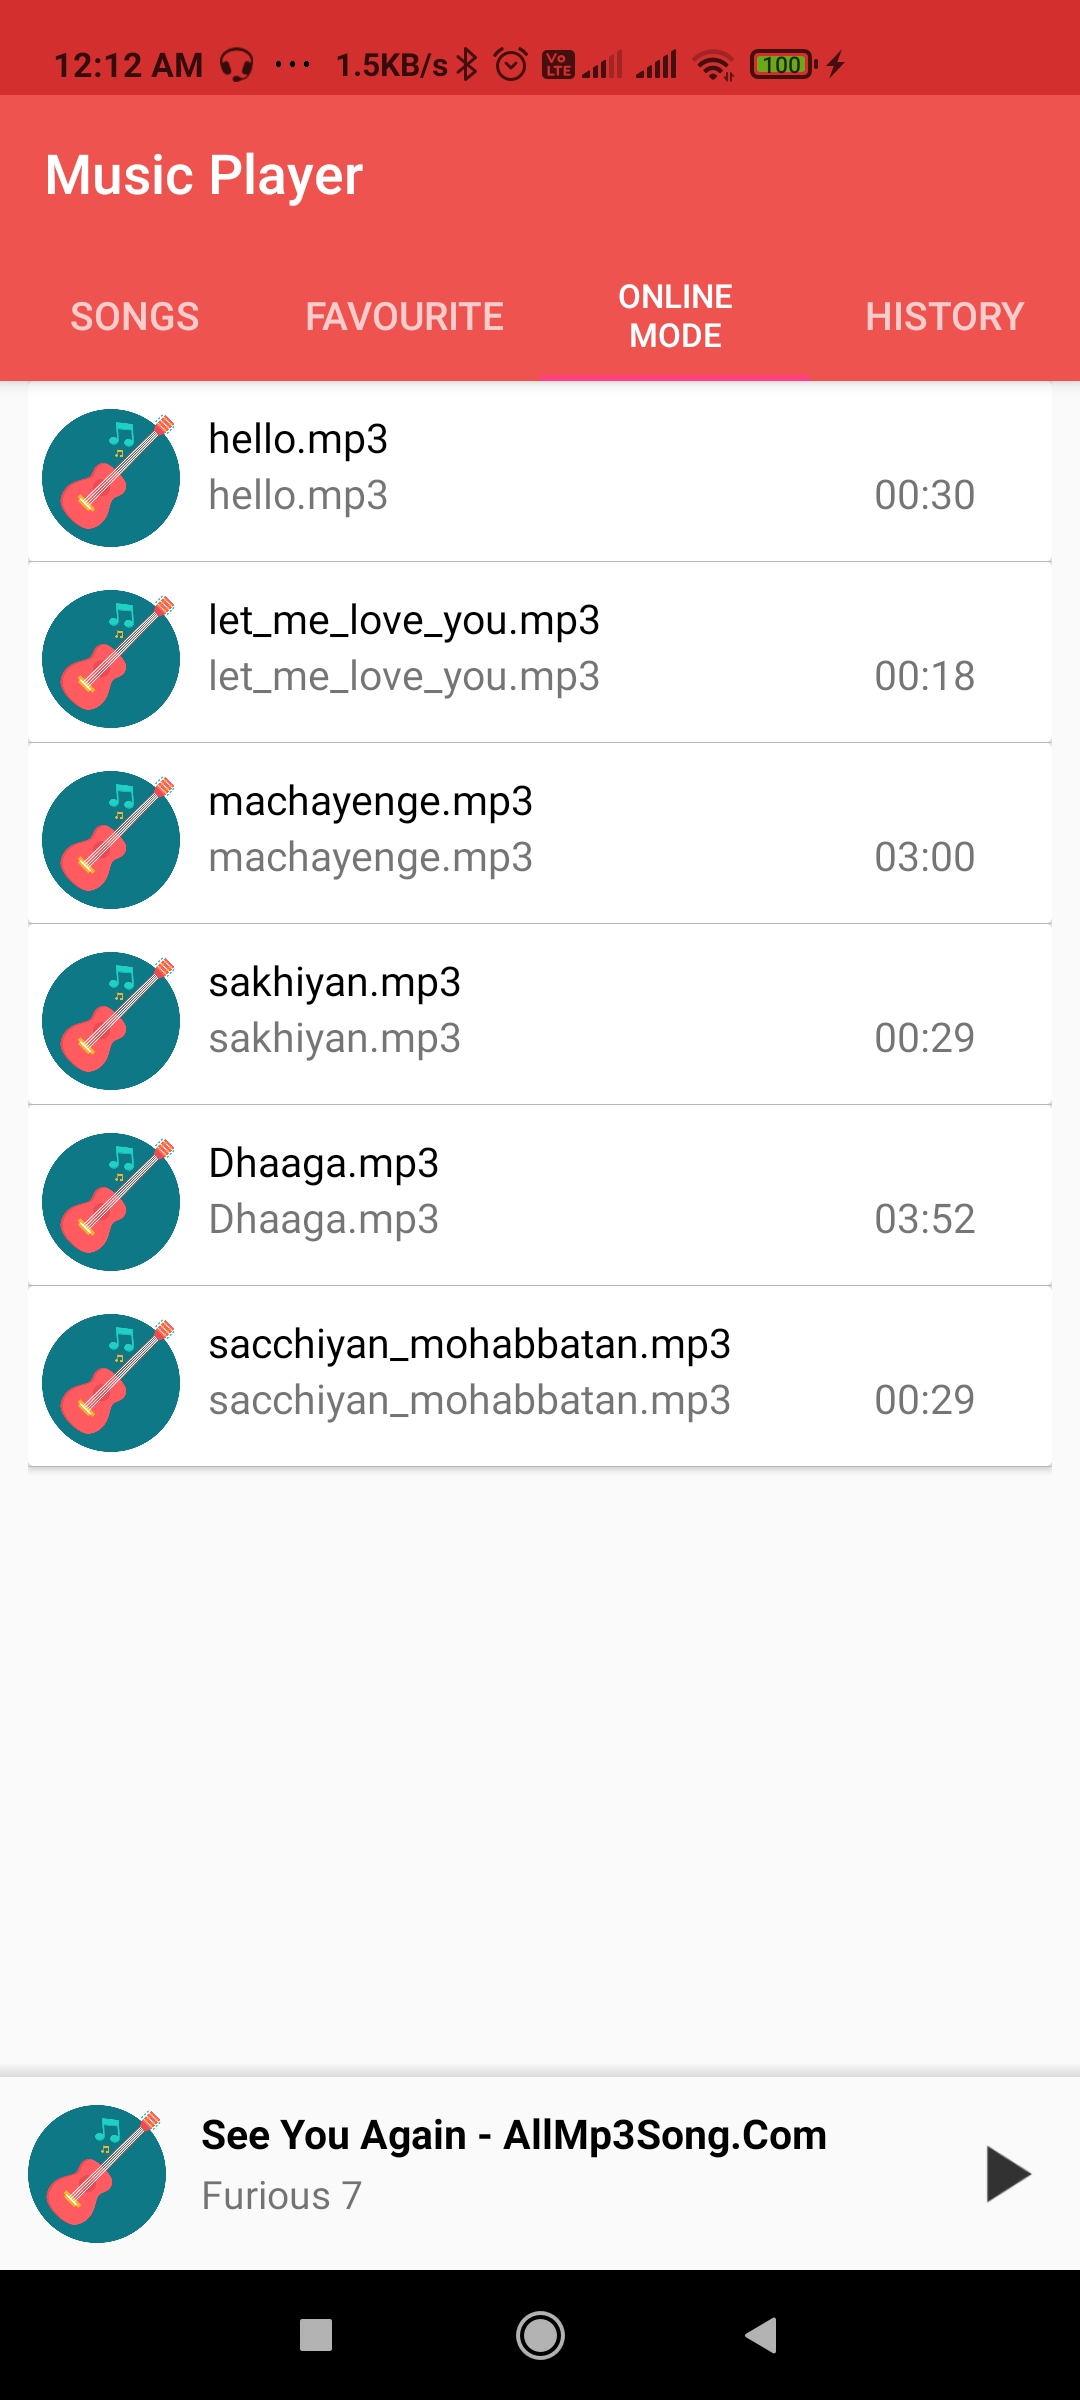 12:12 AM ... 1.5KB/s Vo LTE 100
Music Player
SONGS FAVOURITE ONLINE MODE HISTORY
hello.mp3
hello.mp3 00:30
let_me_love_you.mp3
let_me_love_you.mp3 00:18
machayenge.mp3
machayenge.mp3 03:00
sakhiyan.mp3
sakhiyan.mp3 00:29
Dhaaga.mp3
Dhaaga.mp3 03:52
sacchiyan_mohabbatan.mp3
sacchiyan_mohabbatan.mp3 00:29
See You Again - AllMp3Song.Com
Furious 7